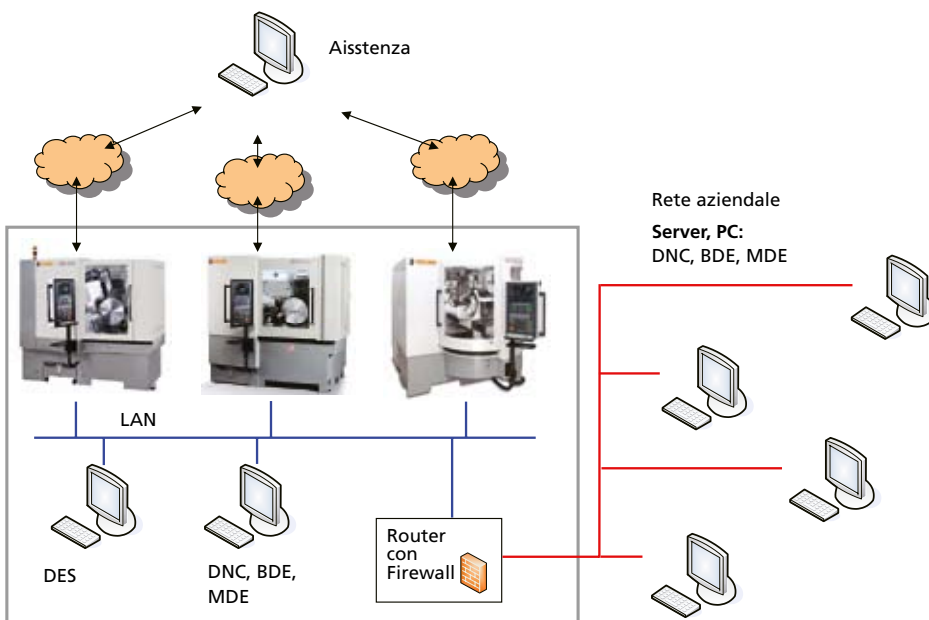 Aisstenza
Rete aziendale
Server, PC:
DNC, BDE, MDE
LAN
DES
DNC, BDE,
MDE
Router
con
Firewall